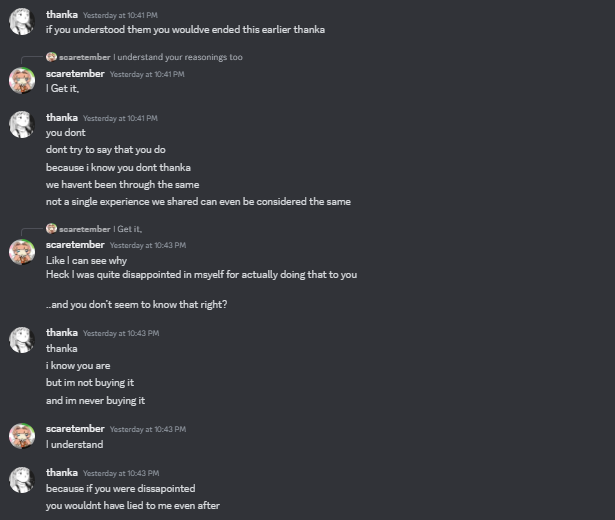 thanka Yesterday at 10:41 PM
if you understood them you wouldve ended this earlier thanka
scaretember I understand your reasonings too
scaretember Yesterday at 10:41 PM
I Get it,
thanka Yesterday at 10:41 PM
you dont
dont try to say that you do
because i know you dont thanka
we havent been through the same
not a single experience we shared can even be considered the same
scaretember I Get it,
scaretember Yesterday at 10:43 PM
Like I can see why
Heck I was quite disappointed in msyelf for actually doing that to you
..and you don't seem to know that right?
thanka Yesterday at 10:43 PM
thanka
i know you are
but im not buying it
and im never buying it
scaretember Yesterday at 10:43 PM
I understand
thanka Yesterday at 10:43 PM
because if you were dissapointed
you wouldnt have lied to me even after